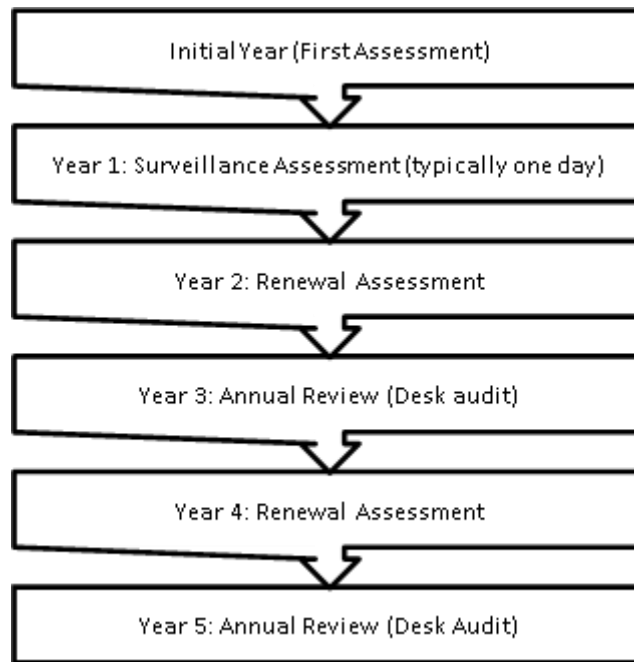 Initial Year (First Assessment)
Year 1: Surveillance Assessment (typically one day)
Year 2: Renewal Assessment
Year 3: Annual Review (Desk audit)
Year 4: Renewal Assessment
Year 5: Annual Review (Desk Audit)